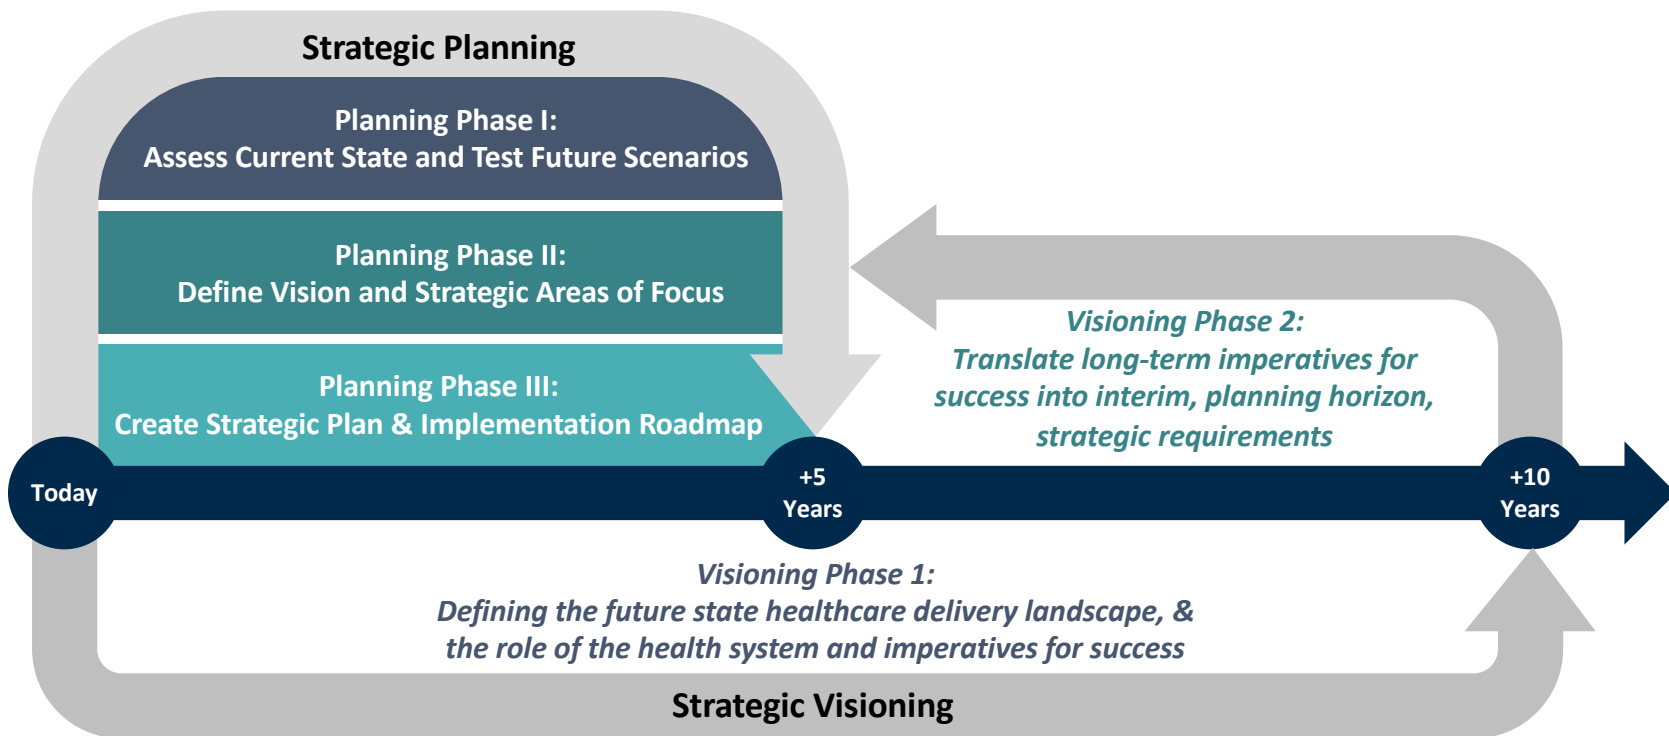 Strategic Planning
Planning Phase I:
Assess Current State and Test Future Scenarios
Planning Phase II:
Define Vision and Strategic Areas of Focus
Planning Phase III:
Create Strategic Plan & Implementation Roadmap
Visioning Phase 2:
Translate long-term imperatives for
success into interim, planning horizon,
strategic requirements
Today
+5
Years
+10
Years
Visioning Phase 1:
Defining the future state healthcare delivery landscape, &
the role of the health system and imperatives for success
Strategic Visioning